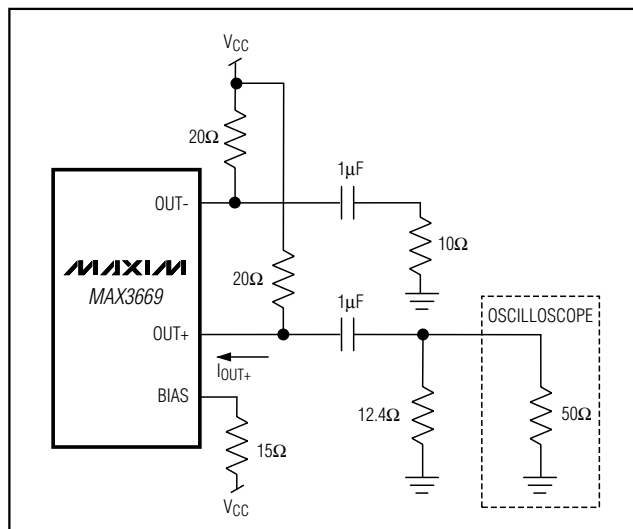 VCC
20Ω
1µF
OUT-
10Ω
MAXIM
MAX3669
20Ω
1µF
OSCILLOSCOPE
OUT+
IOUT+
BIAS
12.4Ω
50Ω
15Ω
VCC